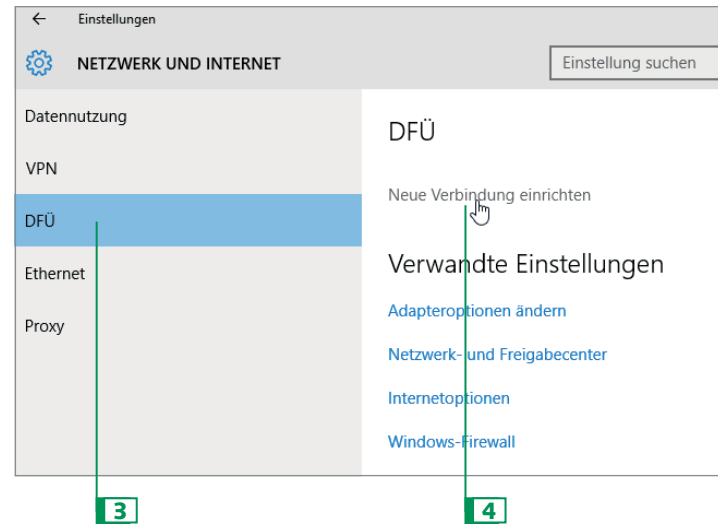 Einstellungen
NETZWERK UND INTERNET
Einstellung suchen
Datennutzung
VPN
DFÜ
Ethernet
Proxy
DFÜ
Neue Verbindung einrichten
Verwandte Einstellungen
Adapteroptionen ändern
Netzwerk- und Freigabecenter
Internetoptionen
Windows-Firewall
3
4